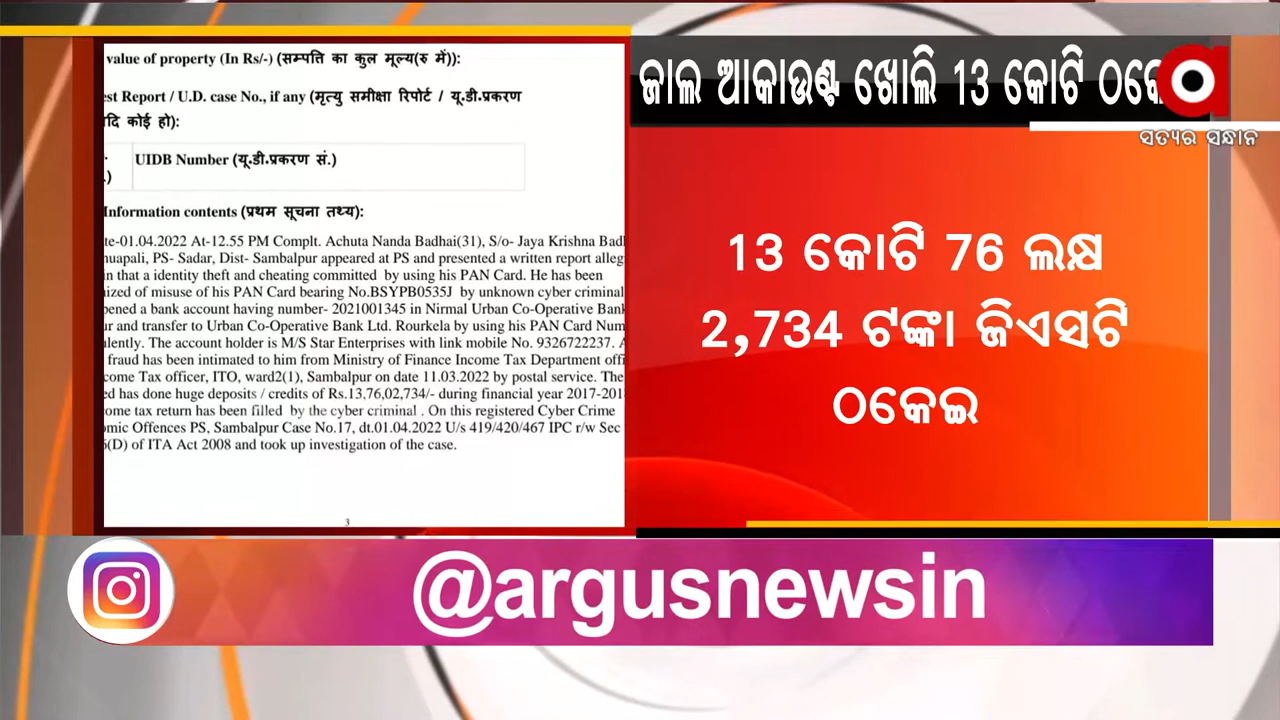 value of property (In Rs/-) (सम्पत्ति का कुल मूल्य(रु में)):
est Report / U.D. case No., if any (मृत्यु समीक्षा रिपोर्ट / यू.डी.प्रकरण
दि कोई हो):
.)
UIDB Number (यू.डी.प्रकरण सं.)
Information contents (प्रथम सूचना तथ्य):
te-01.04.2022 At-12.55 PM Complt. Achuta Nanda Badhai(31), S/o- Jaya Krishna Badh
uapali, PS- Sadar, Dist- Sambalpur appeared at PS and presented a written report alleg
in that a identity theft and cheating committed by using his PAN Card. He has been
ized of misuse of his PAN Card bearing No.BSYPB0535J by unknown cyber criminal
ened a bank account having number- 2021001345 in Nirmal Urban Co-Operative Bank
ur and transfer to Urban Co-Operative Bank Ltd. Rourkela by using his PAN Card Num
ulently. The account holder is M/S Star Enterprises with link mobile No. 9326722237. A
fraud has been intimated to him from Ministry of Finance Income Tax Department offi
come Tax officer, ITO, ward2(1), Sambalpur on date 11.03.2022 by postal service. The
ed has done huge deposits / credits of Rs.13,76,02,734/- during financial year 2017-201
ome tax return has been filled by the cyber criminal . On this registered Cyber Crime
omic Offences PS, Sambalpur Case No.17, dt.01.04.2022 U/s 419/420/467 IPC r/w Sec
6(D) of ITA Act 2008 and took up investigation of the case.
3
ଜାଲ ଆକାଉଣ୍ଟ ଖୋଲି 13 କୋଟି ଠକେ
ସତ୍ୟର ସନ୍ଧାନ
13 କୋଟି 76 ଲକ୍ଷ
2,734 ଟଙ୍କା ଜିଏସଟି
ଠକେଇ
@argusnewsin